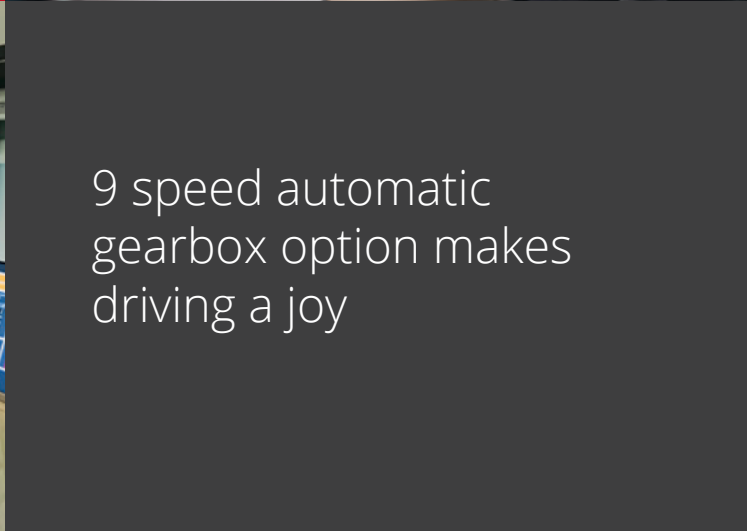 9 speed automatic
gearbox option makes
driving a joy